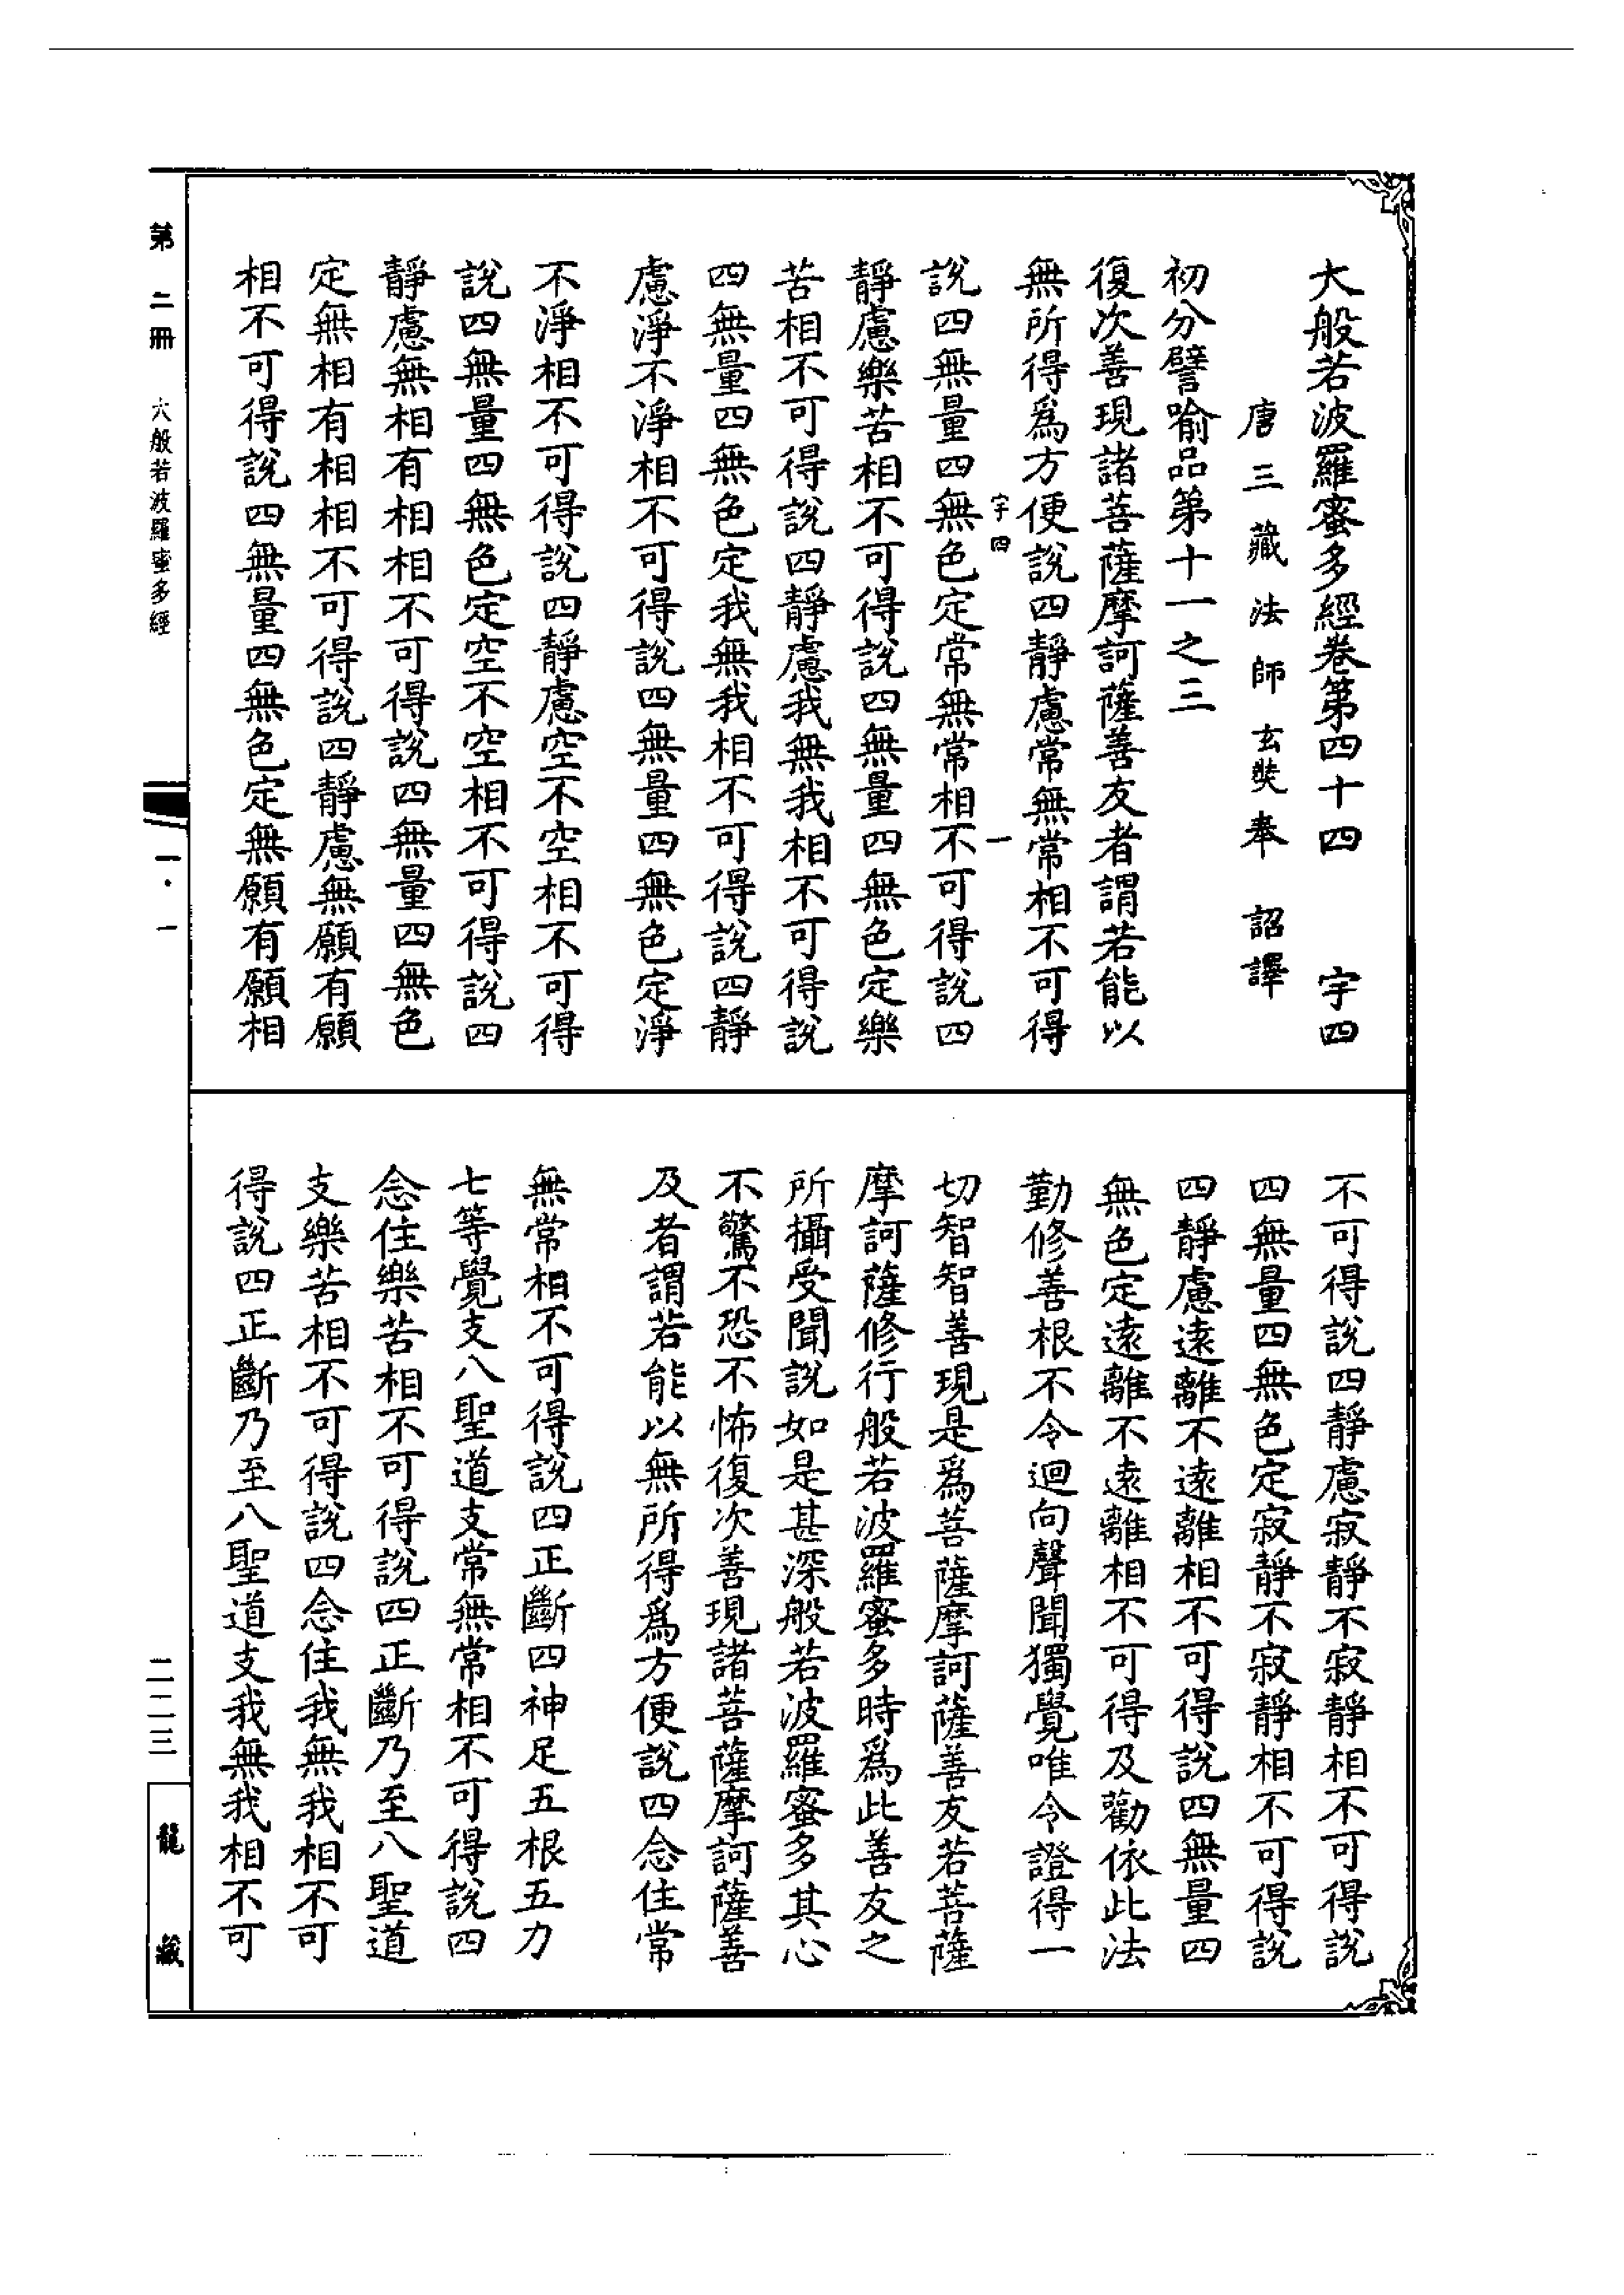 大般若波羅蜜多經卷第四十四　宇四
唐三藏法師玄奘奉　詔譯
初分譬喻品第十一之三
復次善現諸菩薩摩訶薩善友者謂若能以
無所得爲方便說四靜慮常無常相不可得
宇四　一
說四無量四無色定常無常相不可得說四
靜慮樂苦相不可得說四無量四無色定樂
苦相不可得說四靜慮我無我相不可得說
四無量四無色定我無我相不可得說四靜
慮淨不淨相不可得說四無量四無色定淨
不淨相不可得說四靜慮空不空相不可得
說四無量四無色定空不空相不可得說四
靜慮無相有相相不可得說四無量四無色
定無相有相相不可得說四靜慮無願有願
相不可得說四無量四無色定無願有願相
不可得說四靜慮寂靜不寂靜相不可得說
四無量四無色定寂靜不寂靜相不可得說
四靜慮遠離不遠離相不可得說四無量四
無色定遠離不遠離相不可得及勸依此法
勤修善根不令迴向聲聞獨覺唯令證得一
切智智善現是爲菩薩摩訶薩善友若菩薩
摩訶薩修行般若波羅蜜多時爲此善友之
所攝受聞說如是甚深般若波羅蜜多其心
不驚不恐不怖復次善現諸菩薩摩訶薩善
友者謂若能以無所得爲方便說四念住常
無常相不可得說四正斷四神足五根五力
七等覺支八聖道支常無常相不可得說四
念住樂苦相不可得說四正斷乃至八聖道
支樂苦相不可得說四念住我無我相不可
得說四正斷乃至八聖道支我無我相不可
第二冊　大般若波羅蜜多經　一・一
二二三
龍藏